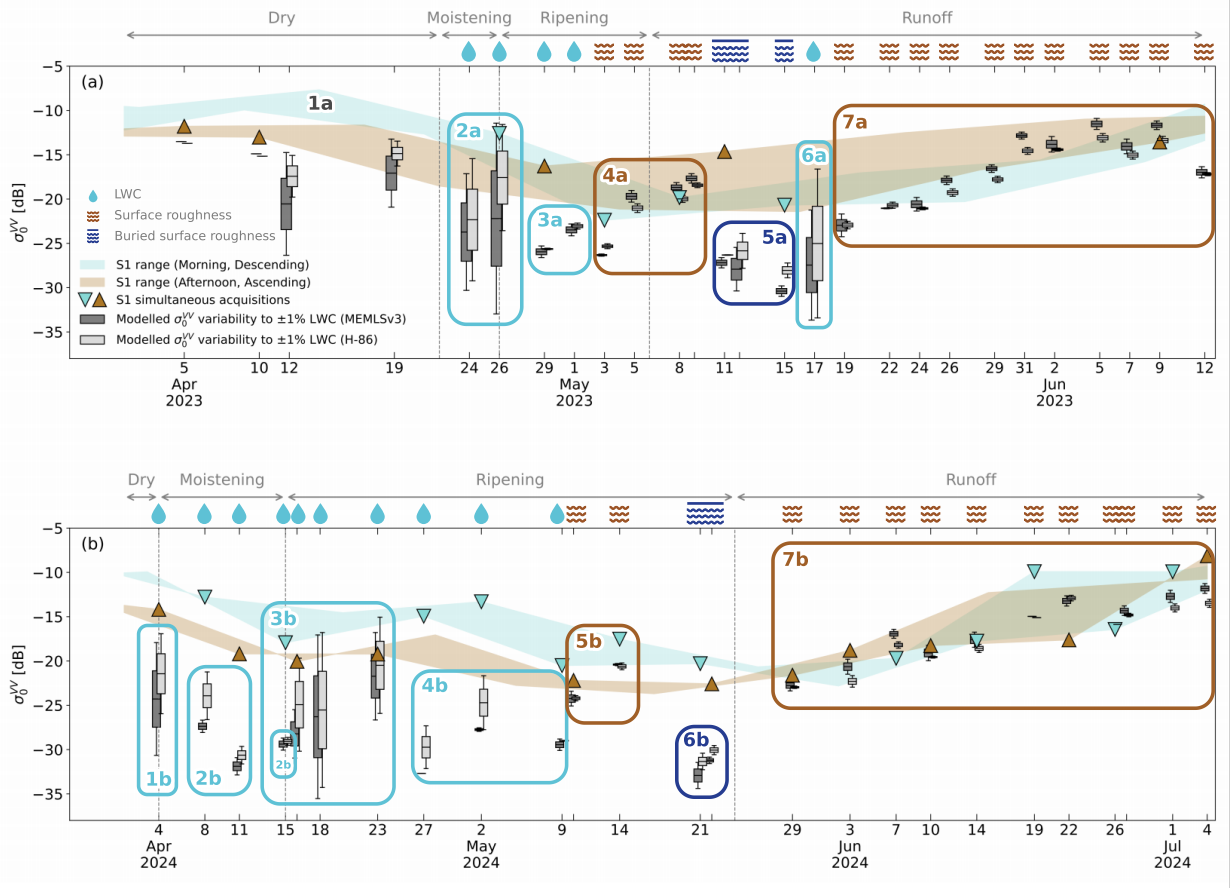 Dry Moistening Ripening Runoff
(a)
−5
−10
−15
−20
−25
−30
−35
σ₀ⱽⱽ [dB]
1a
2a
3a
4a
5a
6a
7a
LWC
Surface roughness
Buried surface roughness
S1 range (Morning, Descending)
S1 range (Afternoon, Ascending)
S1 simultaneous acquisitions
Modelled σ₀ⱽⱽ variability to ±1% LWC (MEMLSv3)
Modelled σ₀ⱽⱽ variability to ±1% LWC (H-86)
5 10 12 19 24 26 29 1 3 5 8 11 15 17 19 22 24 26 29 31 2 5 7 9 12
Apr May Jun
2023 2023 2023
Dry Moistening Ripening Runoff
(b)
−5
−10
−15
−20
−25
−30
−35
σ₀ⱽⱽ [dB]
1b
2b
3b
2b
4b
5b
6b
7b
4 8 11 15 18 23 27 2 9 14 21 29 3 7 10 14 19 22 26 1 4
Apr May Jun Jul
2024 2024 2024 2024